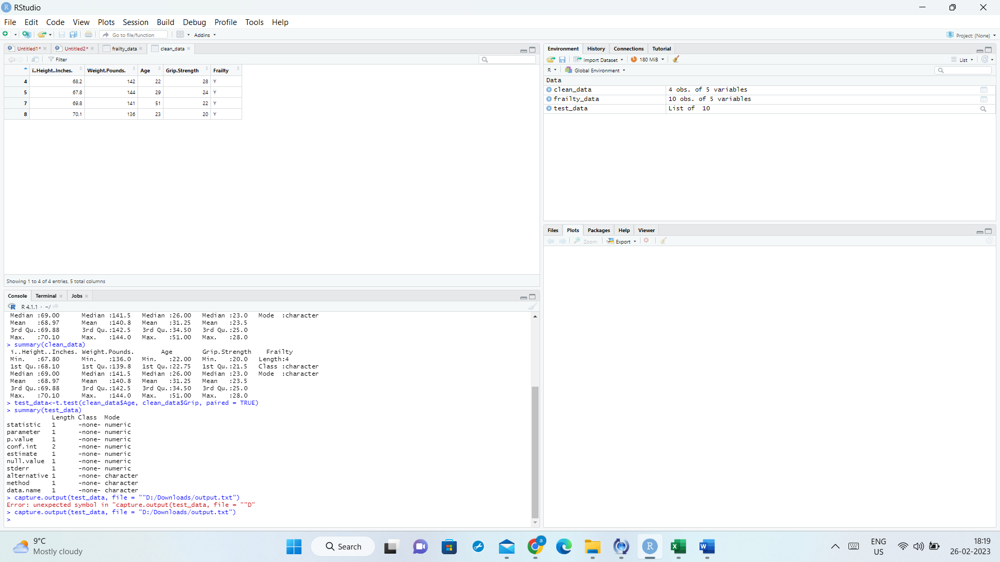 RStudio
File Edit Code View Plots Session Build Debug Profile Tools Help
Go to file/function Addins Project: (None)
Untitled1* Untitled2* frailty_data clean_data
Filter
ï..Height..Inches. Weight.Pounds. Age Grip.Strength Frailty
4 68.2 142 22 28 Y
5 67.8 144 29 24 Y
7 69.8 141 51 22 Y
8 70.1 136 23 20 Y
Showing 1 to 4 of 4 entries, 5 total columns
Console Terminal Jobs
R 4.1.1 · ~/
Median :69.00 Median :141.5 Median :26.00 Median :23.0 Mode :character
Mean :68.97 Mean :140.8 Mean :31.25 Mean :23.5
3rd Qu.:69.88 3rd Qu.:142.5 3rd Qu.:34.50 3rd Qu.:25.0
Max. :70.10 Max. :144.0 Max. :51.00 Max. :28.0
> summary(clean_data)
ï..Height..Inches. Weight.Pounds. Age Grip.Strength Frailty
Min. :67.80 Min. :136.0 Min. :22.00 Min. :20.0 Length:4
1st Qu.:68.10 1st Qu.:139.8 1st Qu.:22.75 1st Qu.:21.5 Class :character
Median :69.00 Median :141.5 Median :26.00 Median :23.0 Mode :character
Mean :68.97 Mean :140.8 Mean :31.25 Mean :23.5
3rd Qu.:69.88 3rd Qu.:142.5 3rd Qu.:34.50 3rd Qu.:25.0
Max. :70.10 Max. :144.0 Max. :51.00 Max. :28.0
> test_data<-t.test(clean_data$Age, clean_data$Grip, paired = TRUE)
> summary(test_data)
Length Class Mode
statistic 1 -none- numeric
parameter 1 -none- numeric
p.value 1 -none- numeric
conf.int 2 -none- numeric
estimate 1 -none- numeric
null.value 1 -none- numeric
stderr 1 -none- numeric
alternative 1 -none- character
method 1 -none- character
data.name 1 -none- character
> capture.output(test_data, file = ""D:/Downloads/output.txt")
Error: unexpected symbol in "capture.output(test_data, file = ""D"
> capture.output(test_data, file = "D:/Downloads/output.txt")
>
Environment History Connections Tutorial
Import Dataset 180 MiB List
R Global Environment
Data
clean_data 4 obs. of 5 variables
frailty_data 10 obs. of 5 variables
test_data List of 10
Files Plots Packages Help Viewer
Zoom Export
9°C
Mostly cloudy
Search
ENG
US
18:19
26-02-2023